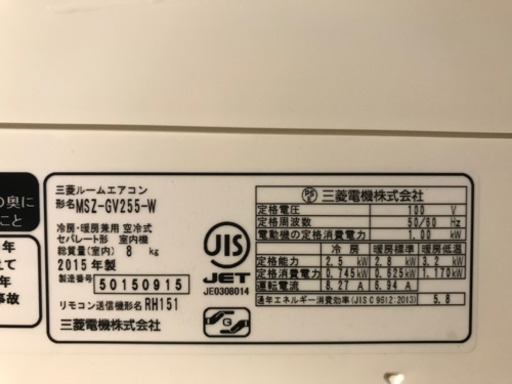 の奥に
こと
年
えて
年
事故
三菱ルームエアコン
形名MSZ-GV255-W
冷房・暖房兼用 空冷式
セパレート形 室内機
総質量(室内) 8 kg
2015年製
製造番号 50150915
リモコン送信機形名 RH151
三菱電機株式会社
JIS
JET
JE0308014
PSE
三菱電機株式会社
定格電圧 100 V
定格周波数 50/60 Hz
電動機の定格消費電力 1.00 kW
冷房 暖房標準 暖房低温
定格能力 2.5 kW 2.8 kW 3.2 kW
定格消費電力 0.745 kW 0.625 kW 1.170 kW
運転電流 8.27 A 6.94 A
通年エネルギー消費効率(JIS C 9612:2013) 5.8